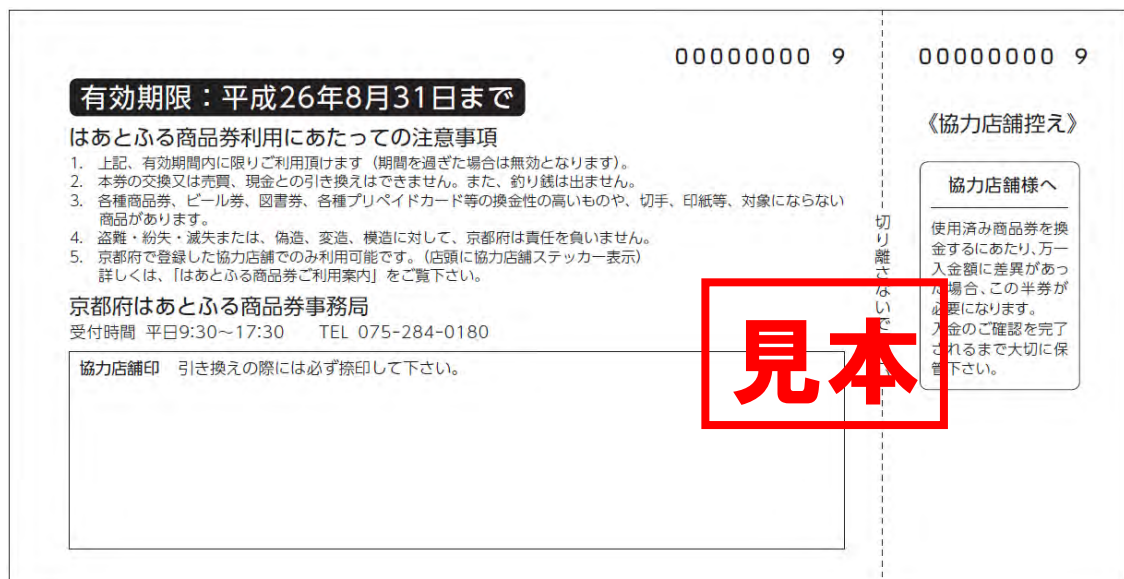 00000000 9
有効期限：平成26年8月31日まで
はあとふる商品券利用にあたっての注意事項
1. 上記、有効期間内に限りご利用頂けます（期間を過ぎた場合は無効となります）。
2. 本券の交換又は売買、現金との引き換えはできません。また、釣り銭は出ません。
3. 各種商品券、ビール券、図書券、各種プリペイドカード等の換金性の高いものや、切手、印紙等、対象にならない
商品があります。
4. 盗難・紛失・滅失または、偽造、変造、模造に対して、京都府は責任を負いません。
5. 京都府で登録した協力店舗でのみ利用可能です。（店頭に協力店舗ステッカー表示）
詳しくは、「はあとふる商品券ご利用案内」をご覧下さい。
京都府はあとふる商品券事務局
受付時間 平日9:30～17:30 TEL 075-284-0180
協力店舗印 引き換えの際には必ず捺印して下さい。
切り離さないで
見本
00000000 9
《協力店舗控え》
協力店舗様へ
使用済み商品券を換
金するにあたり、万一
入金額に差異があっ
た場合、この半券が
必要になります。
入金のご確認を完了
されるまで大切に保
管下さい。